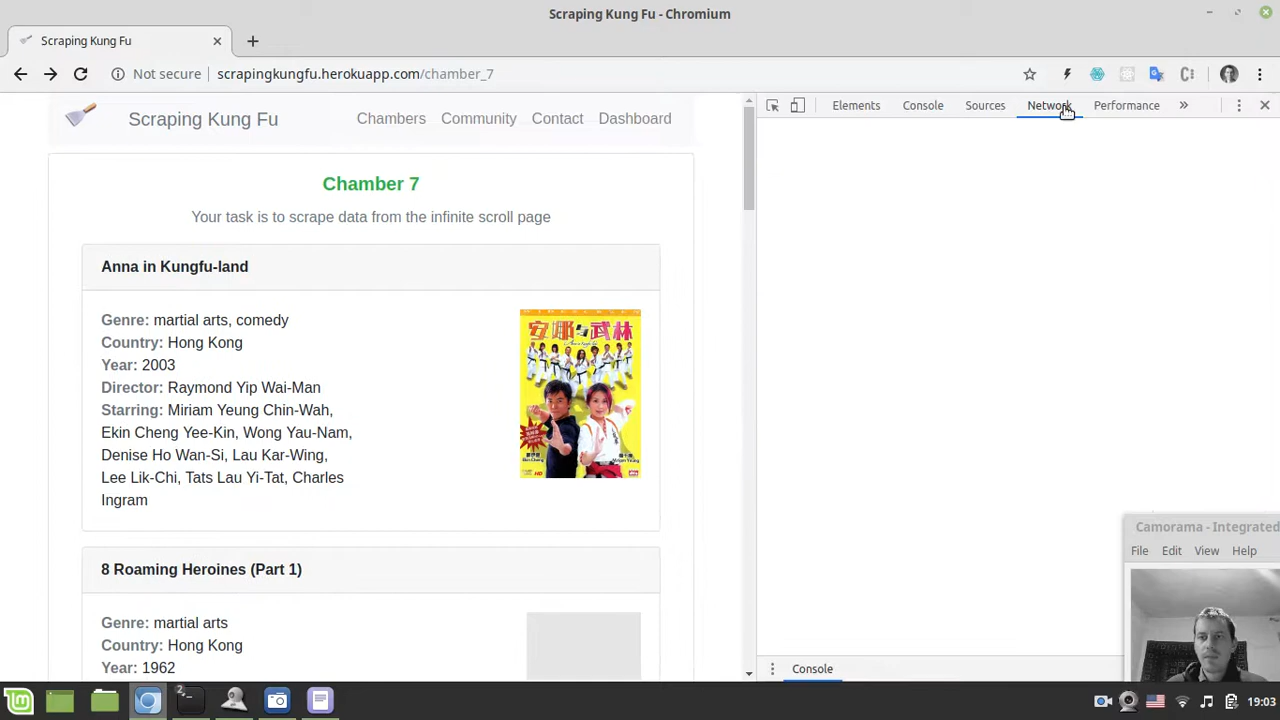 Scraping Kung Fu - Chromium
Scraping Kung Fu
Not secure
scrapingkungfu.herokuapp.com/chamber_7
Elements Console Sources Network Performance
Scraping Kung Fu
Chambers Community Contact Dashboard
Chamber 7
Your task is to scrape data from the infinite scroll page
Anna in Kungfu-land
Genre: martial arts, comedy
Country: Hong Kong
Year: 2003
Director: Raymond Yip Wai-Man
Starring: Miriam Yeung Chin-Wah,
Ekin Cheng Yee-Kin, Wong Yau-Nam,
Denise Ho Wan-Si, Lau Kar-Wing,
Lee Lik-Chi, Tats Lau Yi-Tat, Charles
Ingram
安娜与武林
8 Roaming Heroines (Part 1)
Genre: martial arts
Country: Hong Kong
Year: 1962
Camorama - Integrated
File Edit View Help
Console
19:03